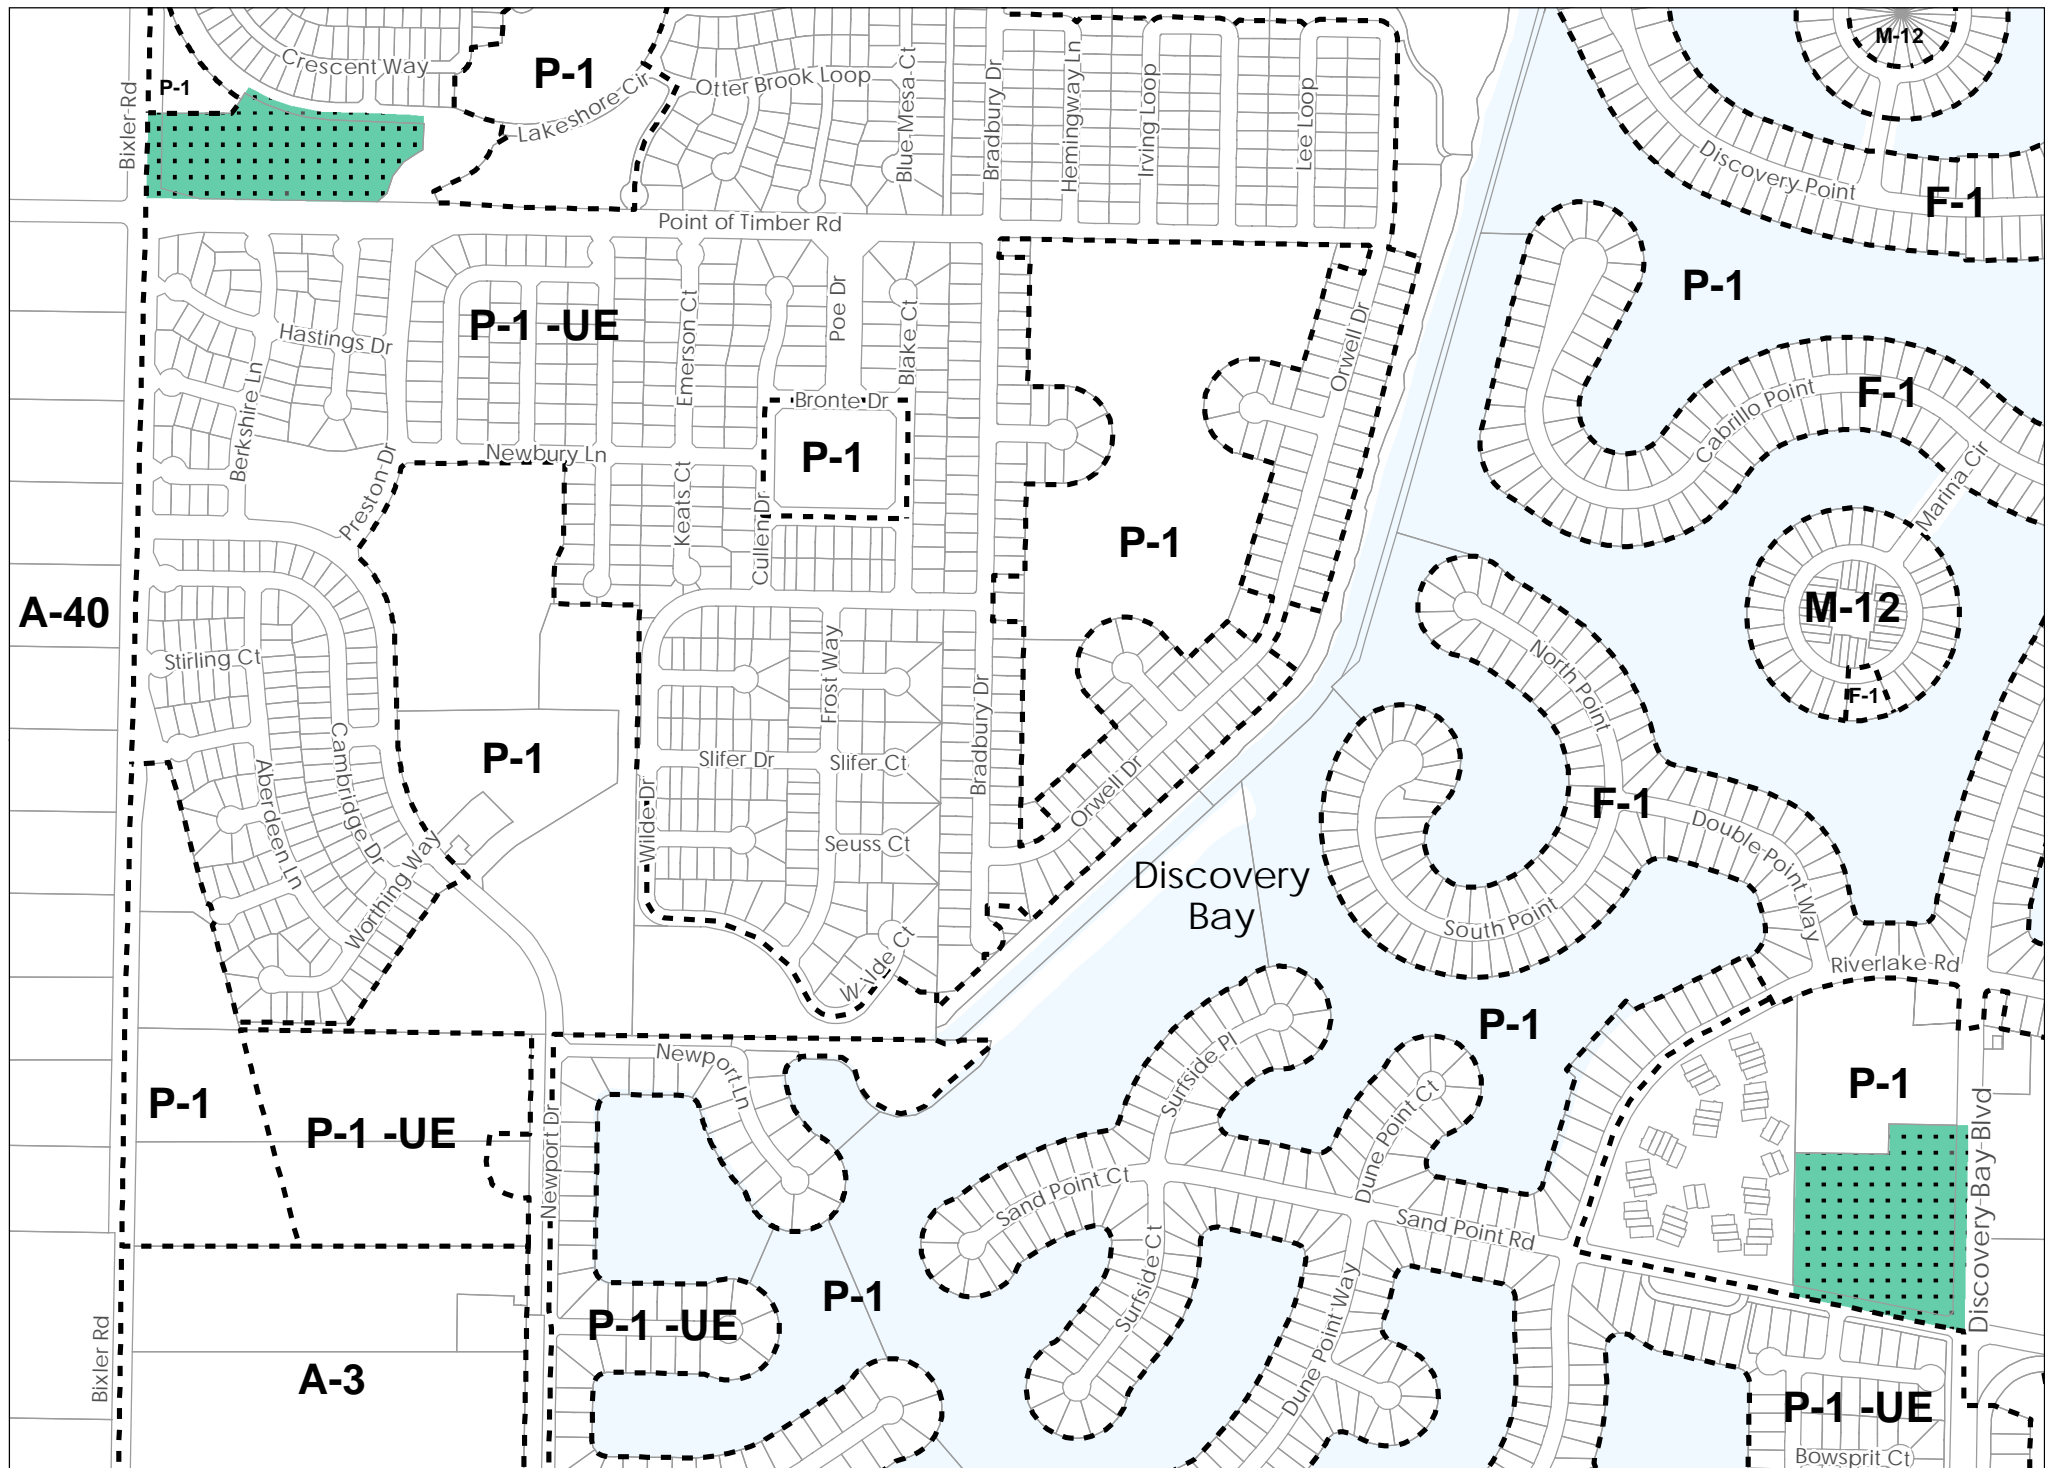 M-12
Crescent Way
P-1
Otter Brook Loop
P-1
Lakeshore Cir
Blue Mesa Ct
Bradbury Dr
Hemingway Ln
Irving Loop
Lee Loop
Bixler Rd
Discovery Point
F-1
Point of Timber Rd
P-1
Hastings Dr
P-1 -UE
Emerson Ct
Poe Dr
Blake Ct
Orwell Dr
Cabrillo Point
F-1
Bronte Dr
Berkshire Ln
Newbury Ln
P-1
Preston Dr
Keats Ct
Cullen Dr
P-1
Marina Cir
A-40
M-12
Stirling Ct
Frost Way
North Point
F-1
Cambridge Dr
P-1
Slifer Dr
Slifer Ct
Bradbury Dr
Orwell Dr
F-1
Aberdeen Ln
Wilde Dr
Seuss Ct
Double Point Way
Worthing Way
Discovery
Bay
South Point
Wilde Ct
Riverlake Rd
P-1
Newport Ln
Surfside Pl
P-1
P-1
P-1 -UE
Newport Dr
Dune Point Ct
Sand Point Ct
Sand Point Rd
Discovery Bay Blvd
P-1
P-1 -UE
Surfside Ct
Dune Point Way
Bixler Rd
A-3
P-1 -UE
Bowsprit Ct